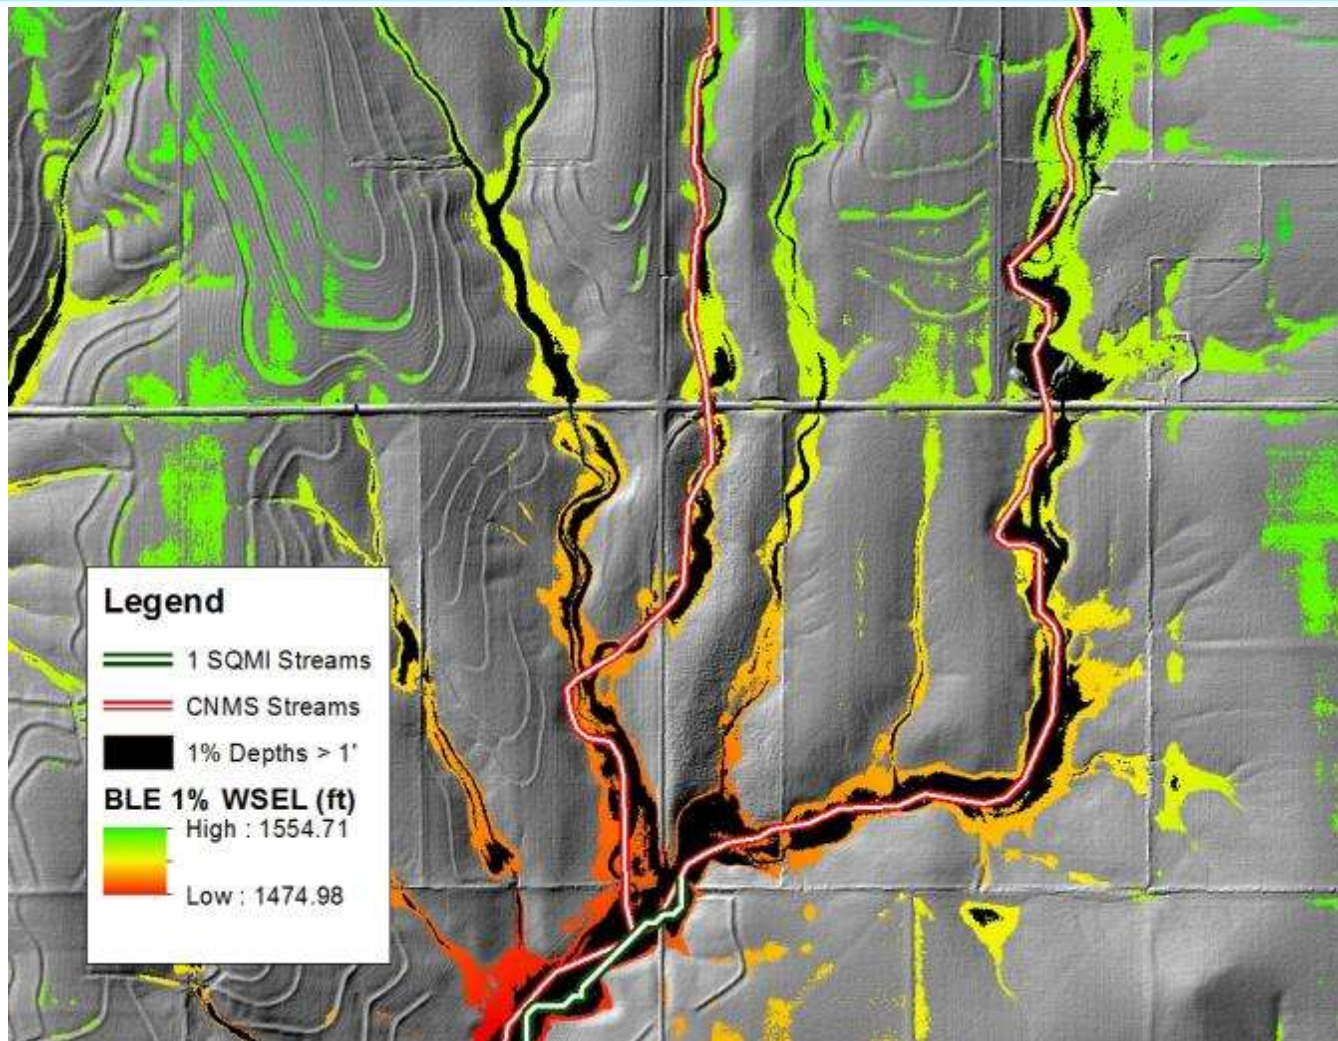 Legend
1 SQMI Streams
CNMS Streams
1% Depths > 1'
BLE 1% WSEL (ft)
High : 1554.71
Low : 1474.98